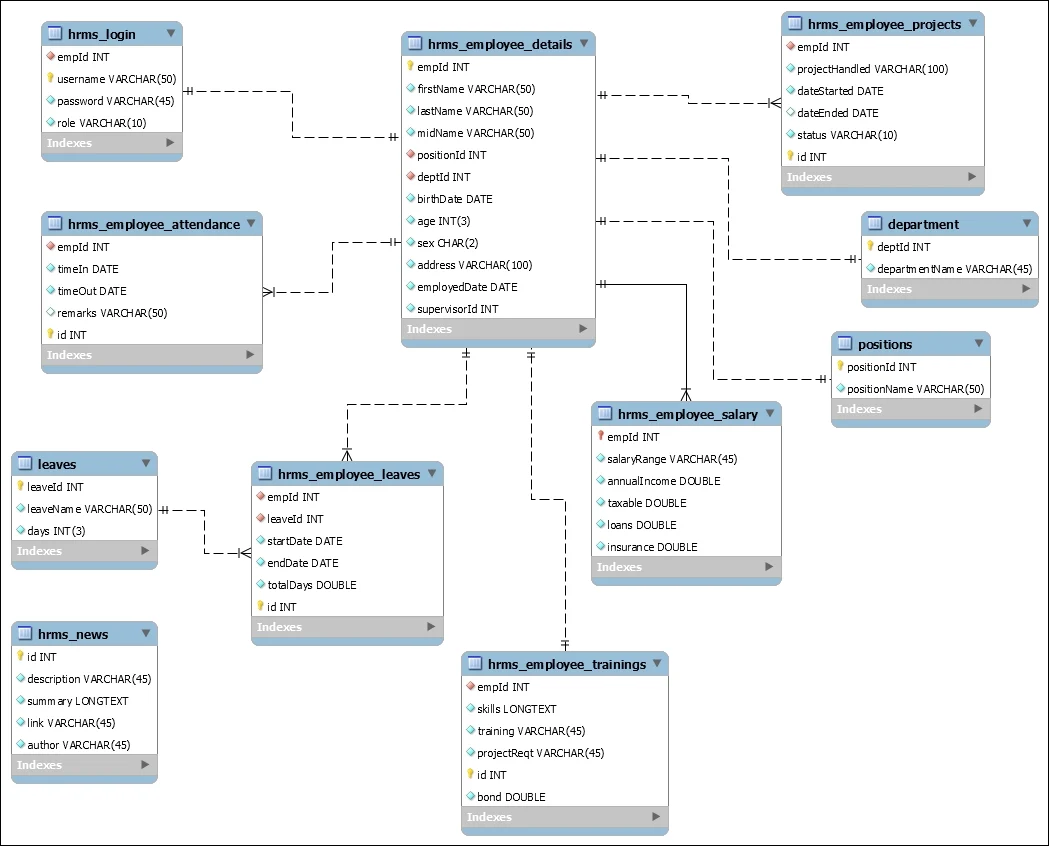 hrms_login
empId INT
username VARCHAR(50)
password VARCHAR(45)
role VARCHAR(10)
Indexes
hrms_employee_details
empId INT
firstName VARCHAR(50)
lastName VARCHAR(50)
midName VARCHAR(50)
positionId INT
deptId INT
birthDate DATE
age INT(3)
sex CHAR(2)
address VARCHAR(100)
employedDate DATE
supervisorId INT
Indexes
hrms_employee_projects
empId INT
projectHandled VARCHAR(100)
dateStarted DATE
dateEnded DATE
status VARCHAR(10)
id INT
Indexes
hrms_employee_attendance
empId INT
timeIn DATE
timeOut DATE
remarks VARCHAR(50)
id INT
Indexes
department
deptId INT
departmentName VARCHAR(45)
Indexes
positions
positionId INT
positionName VARCHAR(50)
Indexes
hrms_employee_salary
empId INT
salaryRange VARCHAR(45)
annualIncome DOUBLE
taxable DOUBLE
loans DOUBLE
insurance DOUBLE
Indexes
leaves
leaveId INT
leaveName VARCHAR(50)
days INT(3)
Indexes
hrms_employee_leaves
empId INT
leaveId INT
startDate DATE
endDate DATE
totalDays DOUBLE
id INT
Indexes
hrms_news
id INT
description VARCHAR(45)
summary LONGTEXT
link VARCHAR(45)
author VARCHAR(45)
Indexes
hrms_employee_trainings
empId INT
skills LONGTEXT
training VARCHAR(45)
projectReqt VARCHAR(45)
id INT
bond DOUBLE
Indexes